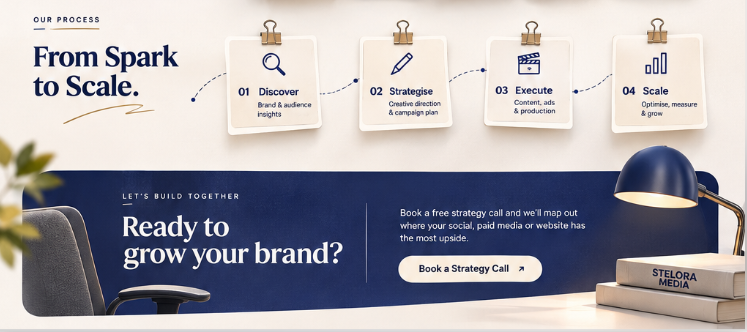 OUR PROCESS
From Spark
to Scale.
01 Discover
Brand & audience
insights
02 Strategise
Creative direction
& campaign plan
03 Execute
Content, ads
& production
04 Scale
Optimise, measure
& grow
LET'S BUILD TOGETHER
Ready to
grow your brand?
Book a free strategy call and we'll map out
where your social, paid media or website has
the most upside.
Book a Strategy Call ↗
STELORA
MEDIA